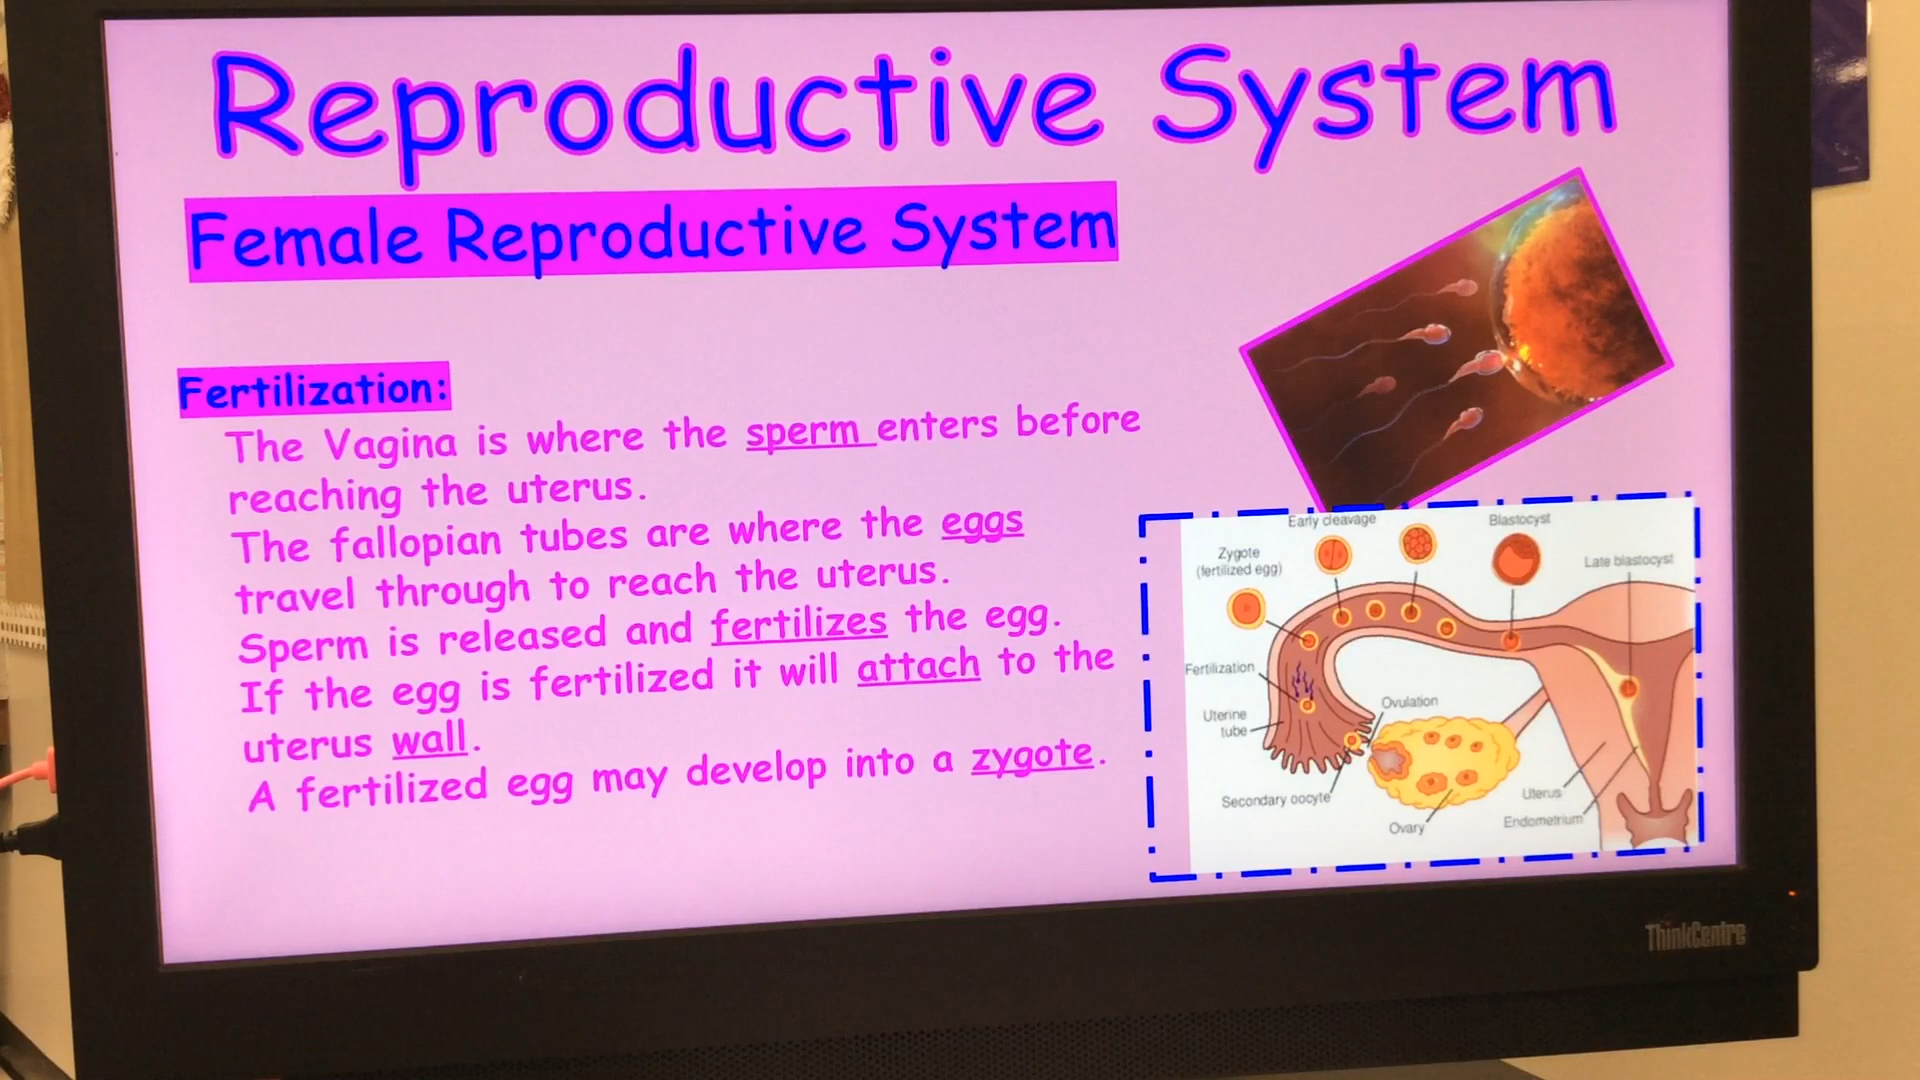 Reproductive System
Female Reproductive System
Fertilization:
The Vagina is where the sperm enters before
reaching the uterus.
The fallopian tubes are where the eggs
travel through to reach the uterus.
Sperm is released and fertilizes the egg.
If the egg is fertilized it will attach to the
uterus wall.
A fertilized egg may develop into a zygote.
Early cleavage
Blastocyst
Zygote
(fertilized egg)
Late blastocyst
Fertilization
Uterine
tube
Ovulation
Secondary oocyte
Ovary
Uterus
Endometrium
ThinkCentre